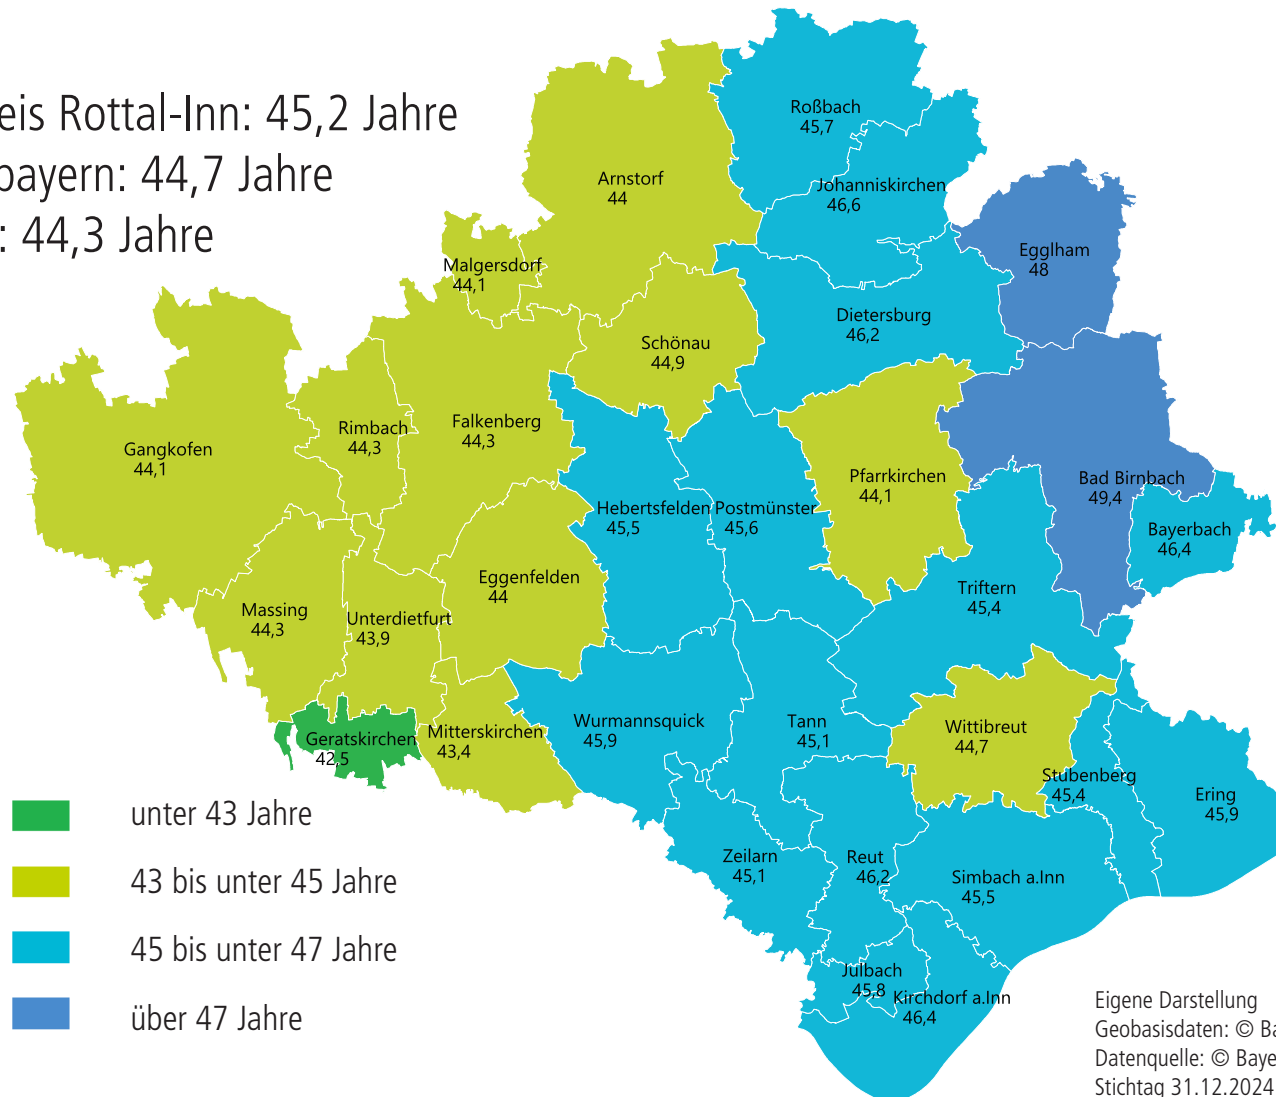 eis Rottal-Inn: 45,2 Jahre
bayern: 44,7 Jahre
: 44,3 Jahre
Roßbach
45,7
Johanniskirchen
46,6
Arnstorf
44
Egglham
48
Malgersdorf
44,1
Dietersburg
46,2
Schönau
44,9
Rimbach
44,3
Falkenberg
44,3
Gangkofen
44,1
Pfarrkirchen
44,1
Bad Birnbach
49,4
Hebertsfelden
45,5
Postmünster
45,6
Bayerbach
46,4
Eggenfelden
44
Triftern
45,4
Massing
44,3
Unterdietfurt
43,9
Wurmannsquick
45,9
Tann
45,1
Wittibreut
44,7
Geratskirchen
42,5
Mitterskirchen
43,4
Stubenberg
45,4
Ering
45,9
Zeilarn
45,1
Reut
46,2
Simbach a.Inn
45,5
Julbach
45,8
Kirchdorf a.Inn
46,4
unter 43 Jahre
43 bis unter 45 Jahre
45 bis unter 47 Jahre
über 47 Jahre
Eigene Darstellung
Geobasisdaten: © Ba
Datenquelle: © Baye
Stichtag 31.12.2024